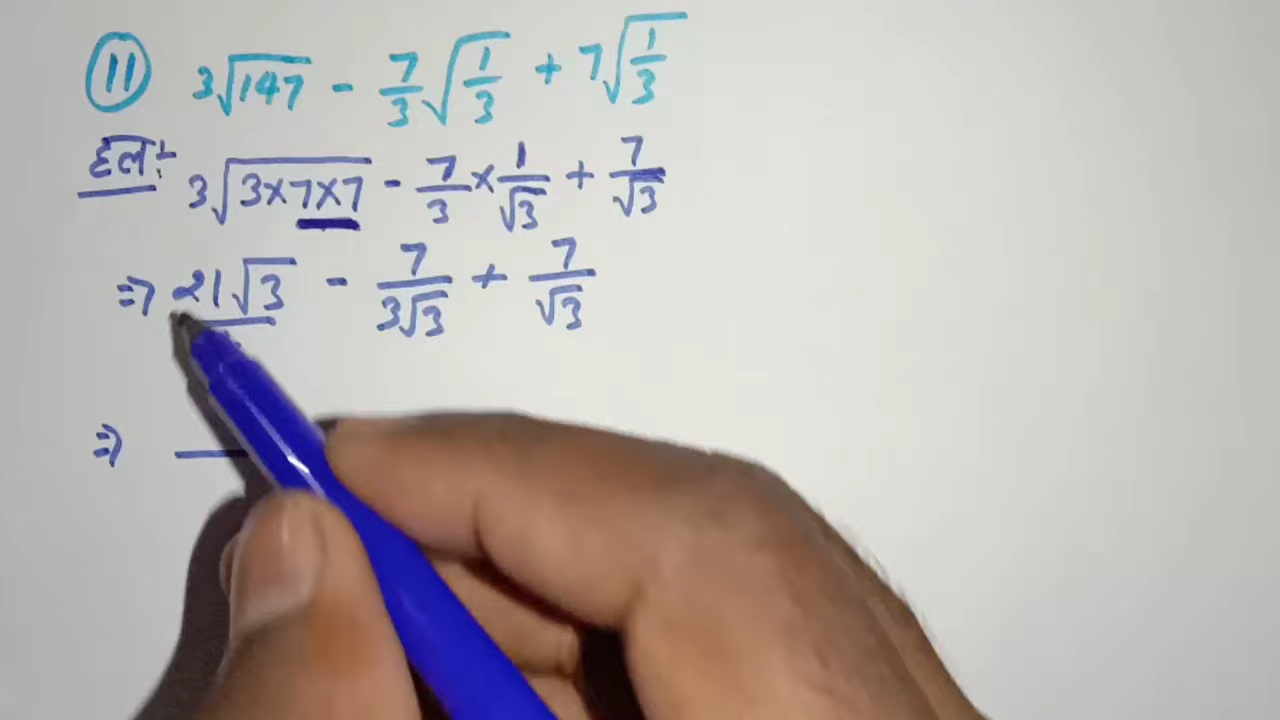 11 3√147 - 7/3 √(1/3) + 7√(1/3)
हल:- 3√(3×7×7) - 7/3 × 1/√3 + 7/√3
⇒ 21√3 - 7/(3√3) + 7/√3
⇒